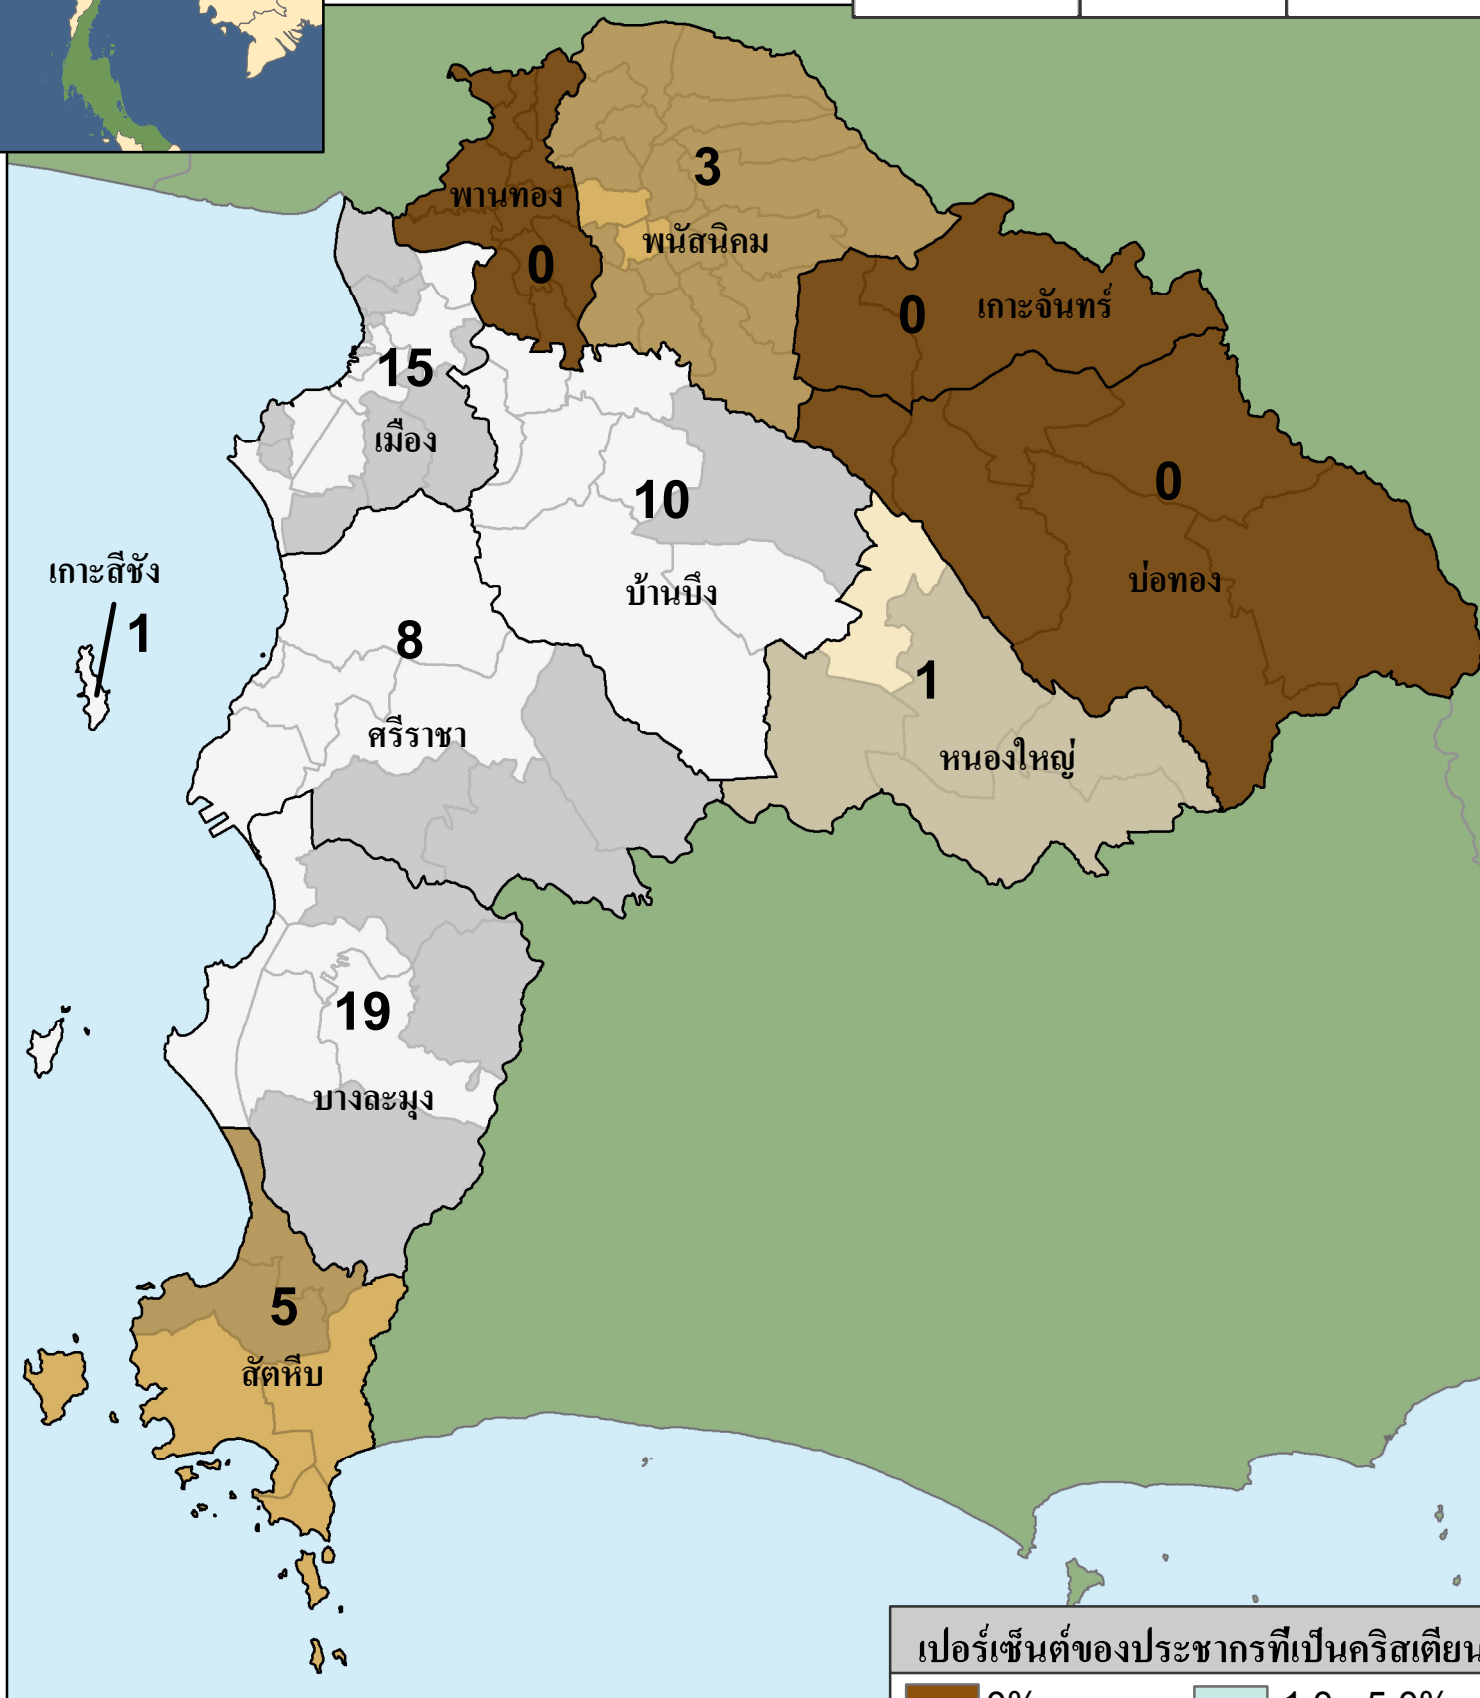 3
พานทอง
พนัสนิคม
0
0
เกาะจันทร์
15
เมือง
10
0
เกาะสีชัง
บ่อทอง
บ้านบึง
1
8
1
ศรีราชา
หนองใหญ่
19
บางละมุง
5
สัตหีบ
เปอร์เซ็นต์ของประชากรที่เป็นคริสเตียน